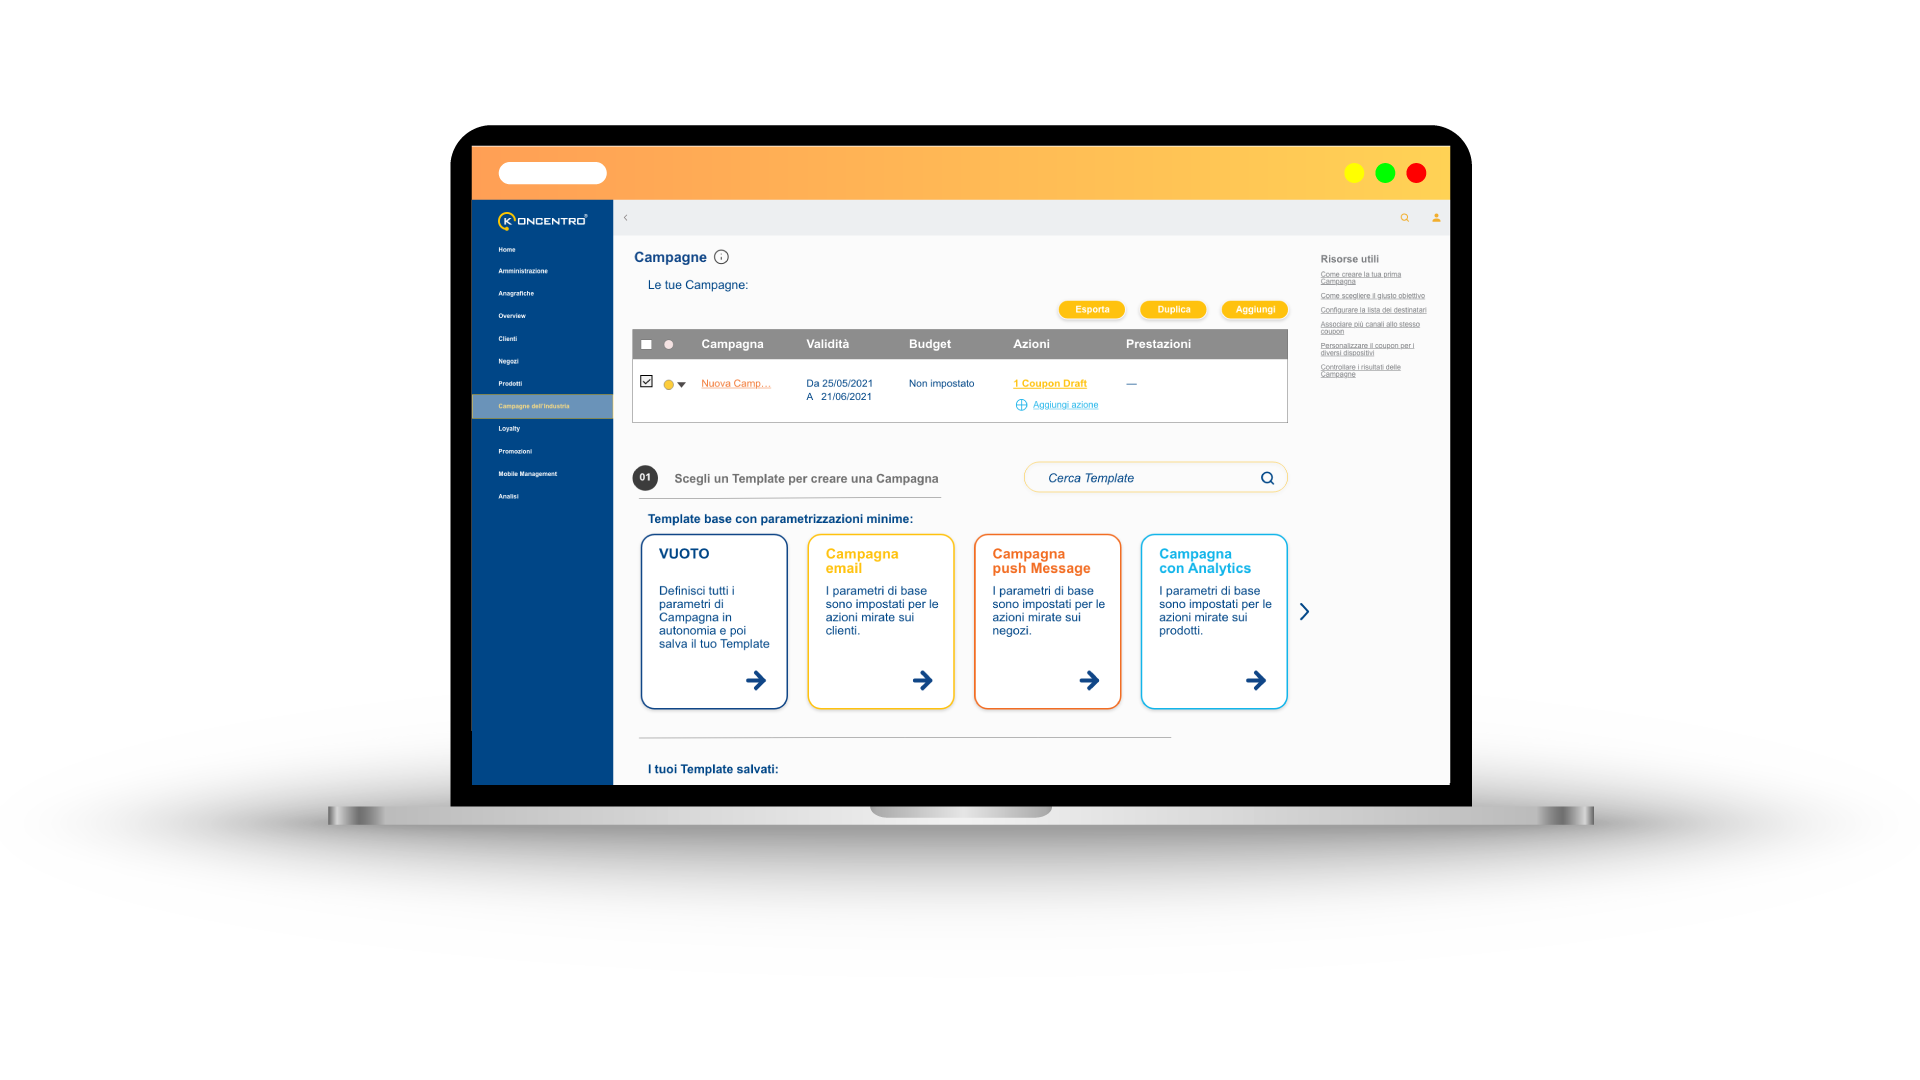 KONCENTRO®
Home
Amministrazione
Anagrafiche
Overview
Clienti
Negozi
Prodotti
Campagne dell'Industria
Loyalty
Promozioni
Mobile Management
Analisi
Campagne
Le tue Campagne:
Esporta Duplica Aggiungi
Campagna Validità Budget Azioni Prestazioni
Nuova Camp... Da 25/05/2021 Non impostato 1 Coupon Draft —
A 21/06/2021
Aggiungi azione
01 Scegli un Template per creare una Campagna
Cerca Template
Template base con parametrizzazioni minime:
VUOTO
Definisci tutti i
parametri di
Campagna in
autonomia e poi
salva il tuo Template
Campagna
email
I parametri di base
sono impostati per le
azioni mirate sui
clienti.
Campagna
push Message
I parametri di base
sono impostati per le
azioni mirate sui
negozi.
Campagna
con Analytics
I parametri di base
sono impostati per le
azioni mirate sui
prodotti.
I tuoi Template salvati:
Risorse utili
Come creare la tua prima
Campagna
Come scegliere il giusto obiettivo
Configurare la lista dei destinatari
Associare più canali allo stesso
coupon
Personalizzare il coupon per i
diversi dispositivi
Controllare i risultati delle
Campagne